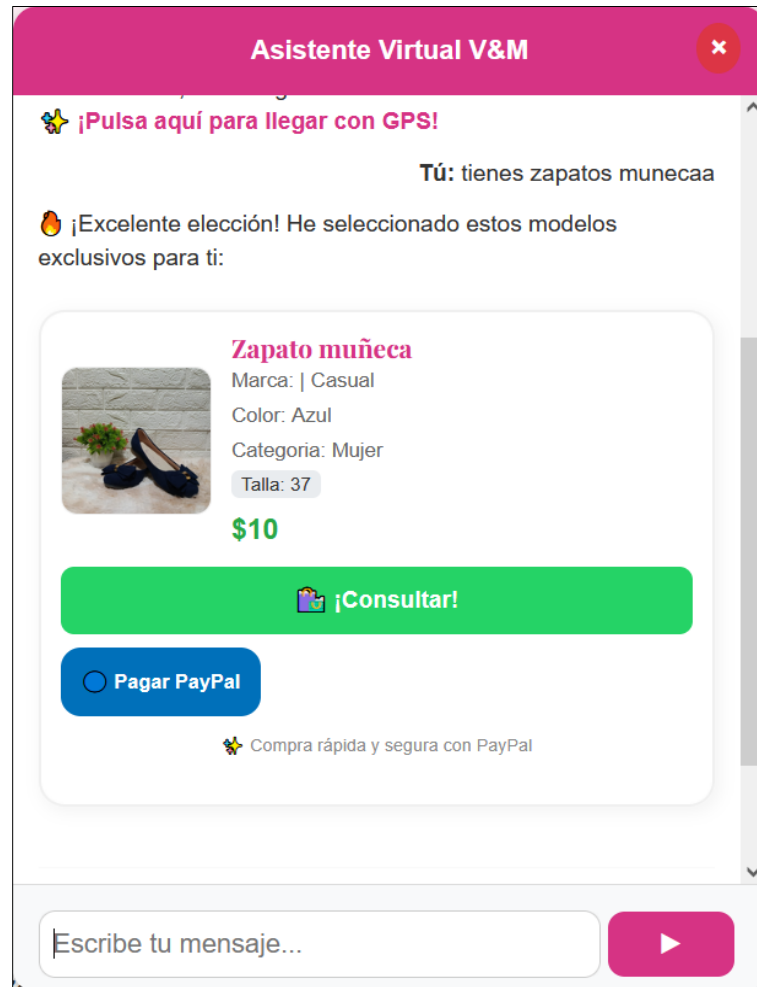 Asistente Virtual V&M
×
¡Pulsa aquí para llegar con GPS!
Tú: tienes zapatos munecaa
¡Excelente elección! He seleccionado estos modelos
exclusivos para ti:
Zapato muñeca
Marca: | Casual
Color: Azul
Categoria: Mujer
Talla: 37
$10
¡Consultar!
Pagar PayPal
Compra rápida y segura con PayPal
Escribe tu mensaje...